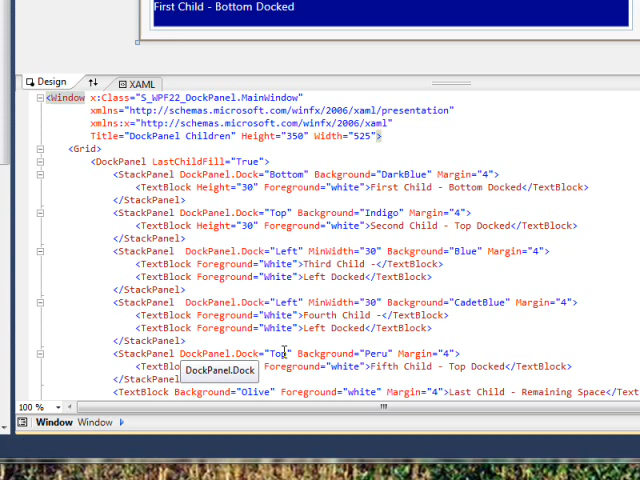 First Child - Bottom Docked
Design XAML
<Window x:Class="S_WPF22_DockPanel.MainWindow"
xmlns="http://schemas.microsoft.com/winfx/2006/xaml/presentation"
xmlns:x="http://schemas.microsoft.com/winfx/2006/xaml"
Title="DockPanel Children" Height="350" Width="525">
<Grid>
<DockPanel LastChildFill="True">
<StackPanel DockPanel.Dock="Bottom" Background="DarkBlue" Margin="4">
<TextBlock Height="30" Foreground="white">First Child - Bottom Docked</TextBlock>
</StackPanel>
<StackPanel DockPanel.Dock="Top" Background="Indigo" Margin="4">
<TextBlock Height="30" Foreground="white">Second Child - Top Docked</TextBlock>
</StackPanel>
<StackPanel  DockPanel.Dock="Left" MinWidth="30" Background="Blue" Margin="4">
<TextBlock Foreground="White">Third Child -</TextBlock>
<TextBlock Foreground="White">Left Docked</TextBlock>
</StackPanel>
<StackPanel  DockPanel.Dock="Left" MinWidth="30" Background="CadetBlue" Margin="4">
<TextBlock Foreground="White">Fourth Child -</TextBlock>
<TextBlock Foreground="White">Left Docked</TextBlock>
</StackPanel>
<StackPanel DockPanel.Dock="Top" Background="Peru" Margin="4">
<TextBlo DockPanel.Dock Foreground="white">Fifth Child - Top Docked</TextBlock>
</StackPan
<TextBlock Background="Olive" Foreground="white" Margin="4">Last Child - Remaining Space</TextB
100 %
Window Window